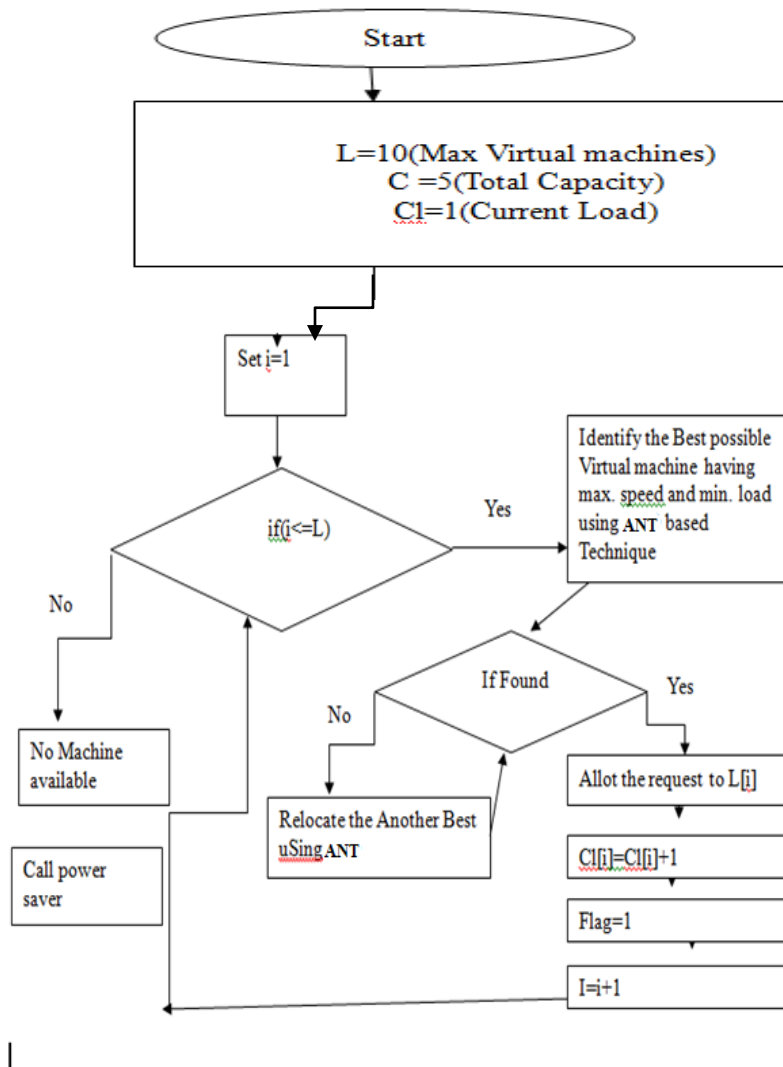 Start
L=10(Max Virtual machines)
C =5(Total Capacity)
Cl=1(Current Load)
Set i=1
if(i<=L)
Yes
No
Identify the Best possible
Virtual machine having
max. speed and min. load
using ANT based
Technique
If Found
Yes
No
No Machine
available
Relocate the Another Best
uSing ANT
Allot the request to L[i]
Cl[i]=Cl[i]+1
Call power
saver
Flag=1
I=i+1